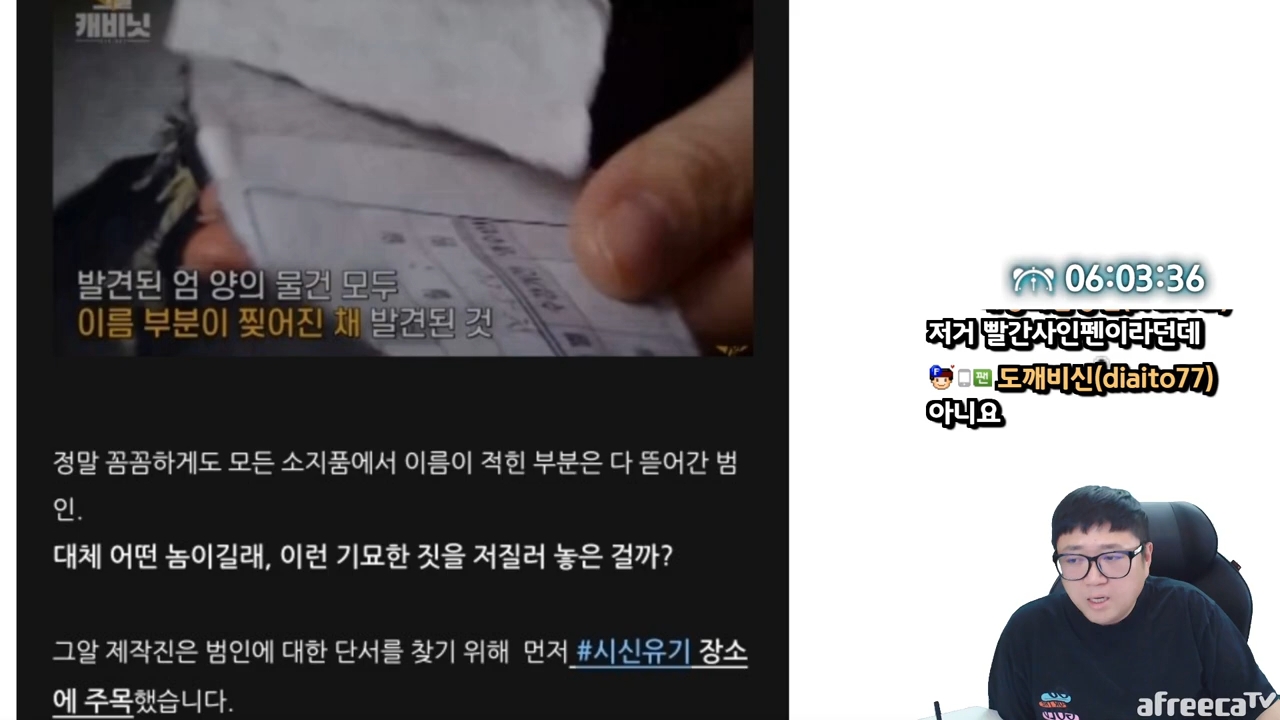 캐비닛
발견된 엄 양의 물건 모두
이름 부분이 찢어진 채 발견된 것
정말 꼼꼼하게도 모든 소지품에서 이름이 적힌 부분은 다 뜯어간 범
인.
대체 어떤 놈이길래, 이런 기묘한 짓을 저질러 놓은 걸까?
그알 제작진은 범인에 대한 단서를 찾기 위해 먼저 #시신유기 장소
에 주목했습니다.
06:03:36
저거 빨간사인펜이라던데
도깨비신(diaito77)
아니요
afreecaTV